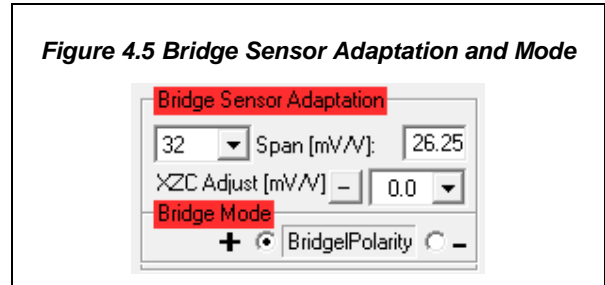 Figure 4.5 Bridge Sensor Adaptation and Mode
Bridge Sensor Adaptation
32 Span [mV/V]: 26.25
XZC Adjust [mV/V] – 0.0
Bridge Mode
+ BridgelPolarity –